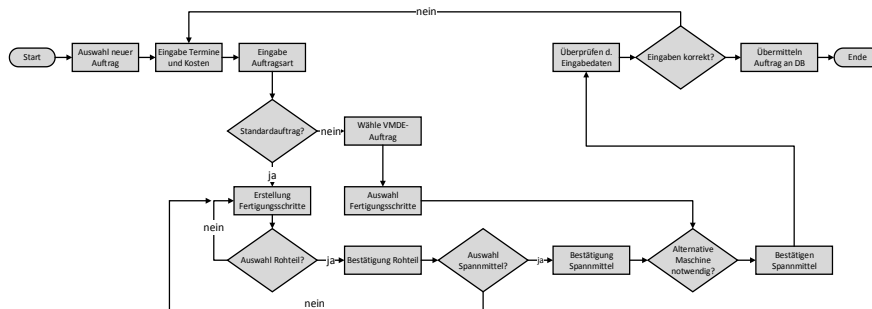 nein
Start
Auswahl neuer
Auftrag
Eingabe Termine
und Kosten
Eingabe
Auftragsart
Überprüfen d.
Eingabedaten
Eingaben korrekt?
Übermitteln
Auftrag an DB
Ende
Standardauftrag?
nein
Wähle VMDE-
Auftrag
ja
Erstellung
Fertigungsschritte
Auswahl
Fertigungsschritte
nein
Auswahl Rohteil?
ja
Bestätigung Rohteil
Auswahl
Spannmittel?
ja
Bestätigung
Spannmittel
Alternative
Maschine
notwendig?
Bestätigen
Spannmittel
nein